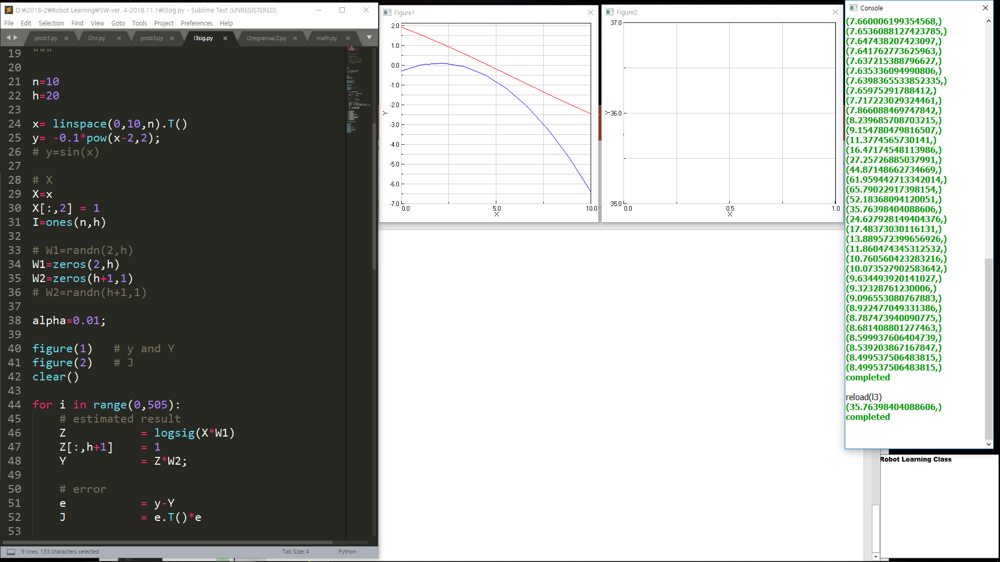 D:₩2018-2₩Robot Learning₩SW-ver. 4-2018.11.1₩l3sig.py - Sublime Text (UNREGISTERED)
File Edit Selection Find View Goto Tools Project Preferences Help
prob1.py l2nr.py prob3.py l3sig.py l2regransac2.py math.py
19 """
20
21 n=10
22 h=20
23
24 x= linspace(0,10,n).T()
25 y= -0.1*pow(x-2,2);
26 # y=sin(x)
27
28 # X
29 X=x
30 X[:,2] = 1
31 I=ones(n,h)
32
33 # W1=randn(2,h)
34 W1=zeros(2,h)
35 W2=zeros(h+1,1)
36 # W2=randn(h+1,1)
37
38 alpha=0.01;
39
40 figure(1) # y and Y
41 figure(2) # J
42 clear()
43
44 for i in range(0,505):
45 # estimated result
46 Z = logsig(X*W1)
47 Z[:,h+1] = 1
48 Y = Z*W2;
49
50 # error
51 e = y-Y
52 J = e.T()*e
53
9 lines, 133 characters selected
Tab Size: 4
Python
Figure1
2.0
1.0
0.0
-1.0
-2.0
-3.0
-4.0
-5.0
-6.0
-7.0
Y
0.0 5.0 10.0
X
Figure2
37.0
36.0
35.0
Y
0.0 0.5 1.0
X
Console
(7.660006199354568,)
(7.6536088127423785,)
(7.647438207423097,)
(7.641762773625963,)
(7.637215388796627,)
(7.635336094990806,)
(7.6398365533852335,)
(7.65975291788412,)
(7.717223029324461,)
(7.866088469747842,)
(8.239685708703215,)
(9.154780479816507,)
(11.3774565730141,)
(16.47174548113986,)
(27.25726885037991,)
(44.87148662734669,)
(61.959442713342014,)
(65.79022917398154,)
(52.18368094120051,)
(35.76398404088606,)
(24.627928149404376,)
(17.48373030116131,)
(13.889572399656926,)
(11.860474345312532,)
(10.760560423283216,)
(10.073527902583642,)
(9.634493920141027,)
(9.32328761230006,)
(9.096553080767883,)
(8.922477049331386,)
(8.787473940090775,)
(8.681408801277463,)
(8.599937606404739,)
(8.539203867167847,)
(8.499537506483815,)
(8.499537506483815,)
completed
reload(l3)
(35.76398404088606,)
completed
Robot Learning Class